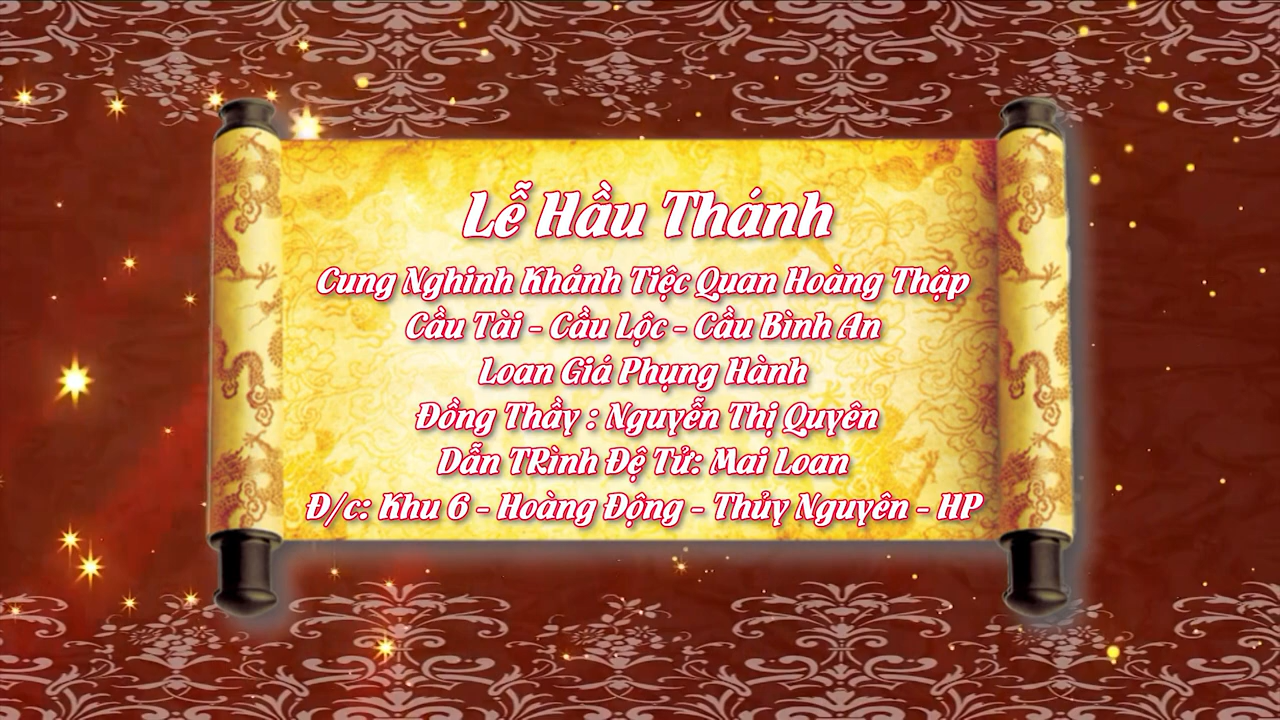 Lễ Hầu Thánh
Cung Nghinh Khánh Tiệc Quan Hoàng Thập
Cầu Tài - Cầu Lộc - Cầu Bình An
Loan Giá Phụng Hành
Đồng Thầy : Nguyễn Thị Quyên
Dẫn TRình Đệ Tử: Mai Loan
Đ/c: Khu 6 - Hoàng Động - Thủy Nguyên - HP